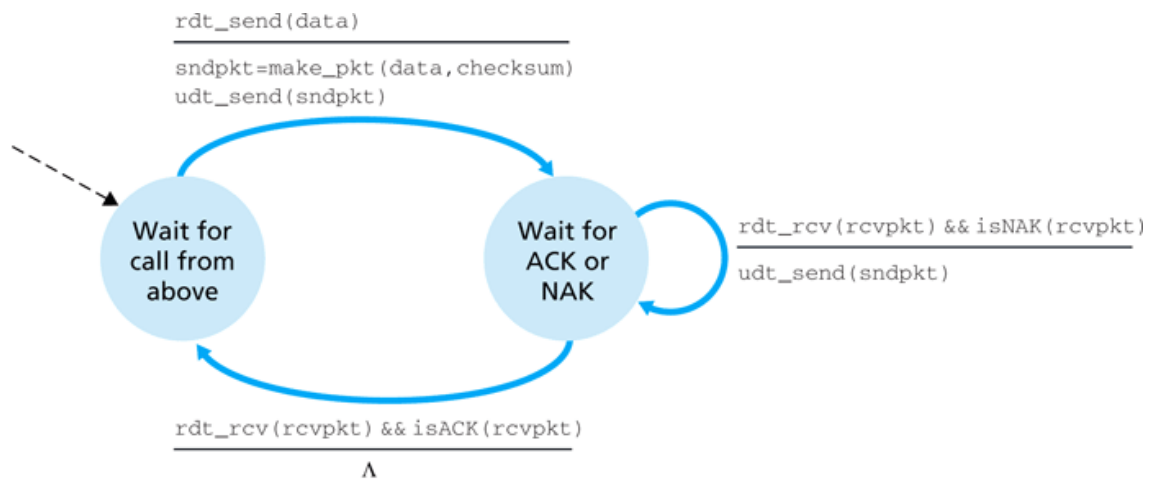 rdt_send(data)
sndpkt=make_pkt(data,checksum)
udt_send(sndpkt)
Wait for
call from
above
Wait for
ACK or
NAK
rdt_rcv(rcvpkt) && isNAK(rcvpkt)
udt_send(sndpkt)
rdt_rcv(rcvpkt) && isACK(rcvpkt)
Λ